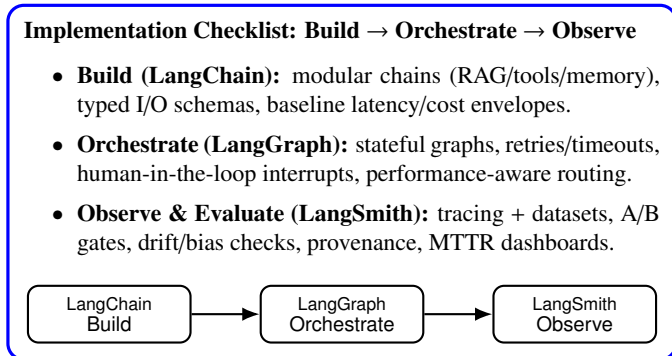 Implementation Checklist: Build → Orchestrate → Observe
• Build (LangChain): modular chains (RAG/tools/memory),
typed I/O schemas, baseline latency/cost envelopes.
• Orchestrate (LangGraph): stateful graphs, retries/timeouts,
human-in-the-loop interrupts, performance-aware routing.
• Observe & Evaluate (LangSmith): tracing + datasets, A/B
gates, drift/bias checks, provenance, MTTR dashboards.
LangChain
Build
LangGraph
Orchestrate
LangSmith
Observe